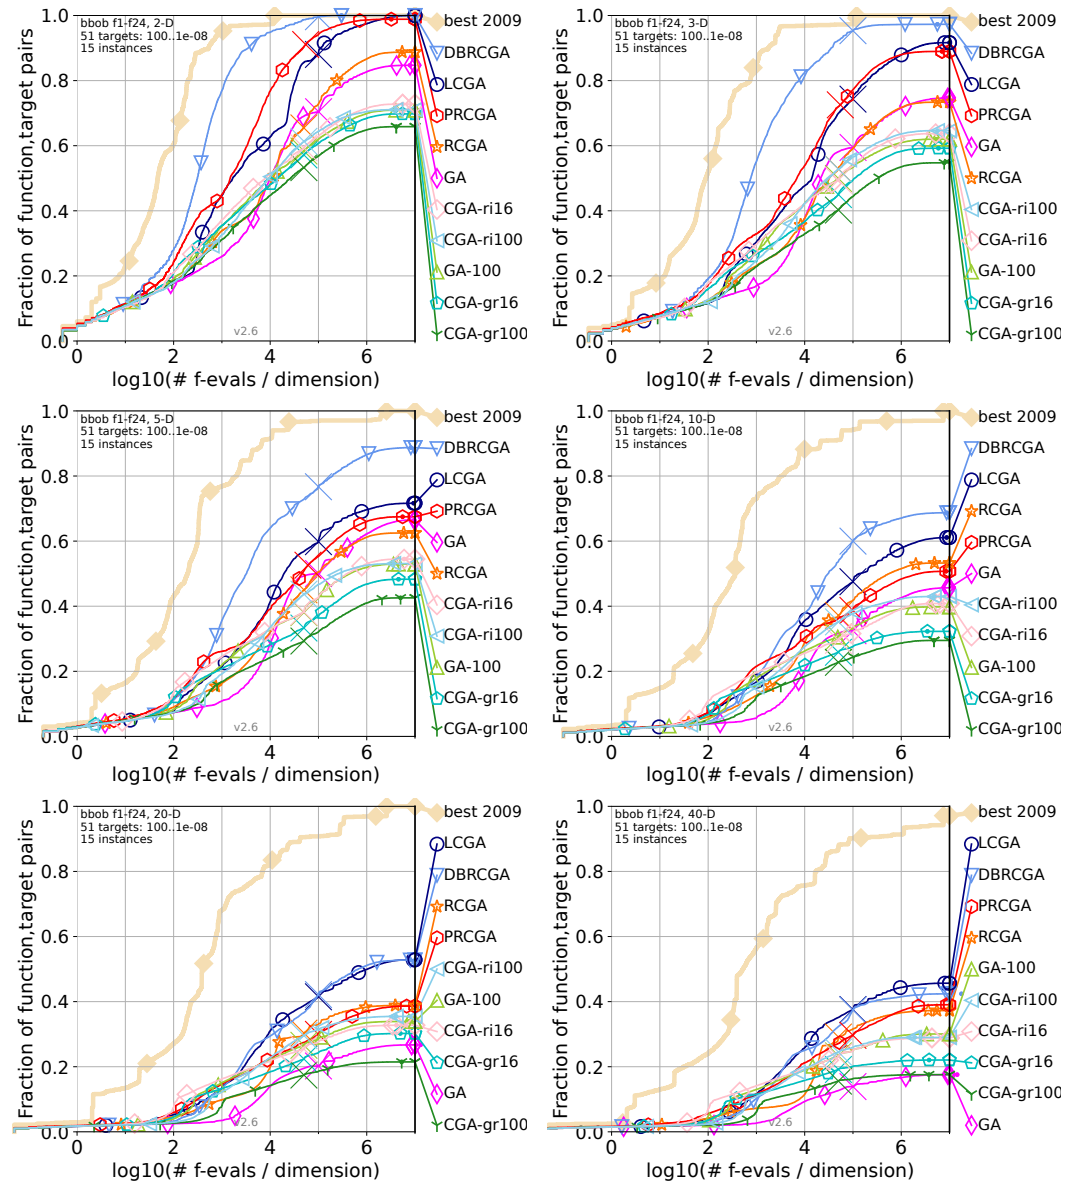 bbob f1-f24, 2-D
51 targets: 100..1e-08
15 instances
1.0
0.8
0.6
0.4
0.2
0.0
0
2
4
6
Fraction of function,target pairs
log10(# f-evals / dimension)
v2.6
best 2009
DBRCGA
LCGA
PRCGA
RCGA
GA
CGA-ri16
CGA-ri100
GA-100
CGA-gr16
CGA-gr100
bbob f1-f24, 3-D
51 targets: 100..1e-08
15 instances
1.0
0.8
0.6
0.4
0.2
0.0
0
2
4
6
Fraction of function,target pairs
log10(# f-evals / dimension)
v2.6
best 2009
DBRCGA
LCGA
PRCGA
GA
RCGA
CGA-ri100
CGA-ri16
GA-100
CGA-gr16
CGA-gr100
bbob f1-f24, 5-D
51 targets: 100..1e-08
15 instances
1.0
0.8
0.6
0.4
0.2
0.0
0
2
4
6
Fraction of function,target pairs
log10(# f-evals / dimension)
v2.6
best 2009
DBRCGA
LCGA
PRCGA
GA
RCGA
CGA-ri16
CGA-ri100
GA-100
CGA-gr16
CGA-gr100
bbob f1-f24, 10-D
51 targets: 100..1e-08
15 instances
1.0
0.8
0.6
0.4
0.2
0.0
0
2
4
6
Fraction of function,target pairs
log10(# f-evals / dimension)
v2.6
best 2009
DBRCGA
LCGA
RCGA
PRCGA
GA
CGA-ri100
CGA-ri16
GA-100
CGA-gr16
CGA-gr100
bbob f1-f24, 20-D
51 targets: 100..1e-08
15 instances
1.0
0.8
0.6
0.4
0.2
0.0
0
2
4
6
Fraction of function,target pairs
log10(# f-evals / dimension)
v2.6
best 2009
LCGA
DBRCGA
RCGA
PRCGA
CGA-ri100
GA-100
CGA-ri16
CGA-gr16
GA
CGA-gr100
bbob f1-f24, 40-D
51 targets: 100..1e-08
15 instances
1.0
0.8
0.6
0.4
0.2
0.0
0
2
4
6
Fraction of function,target pairs
log10(# f-evals / dimension)
v2.6
best 2009
LCGA
DBRCGA
PRCGA
RCGA
GA-100
CGA-ri100
CGA-ri16
CGA-gr16
CGA-gr100
GA